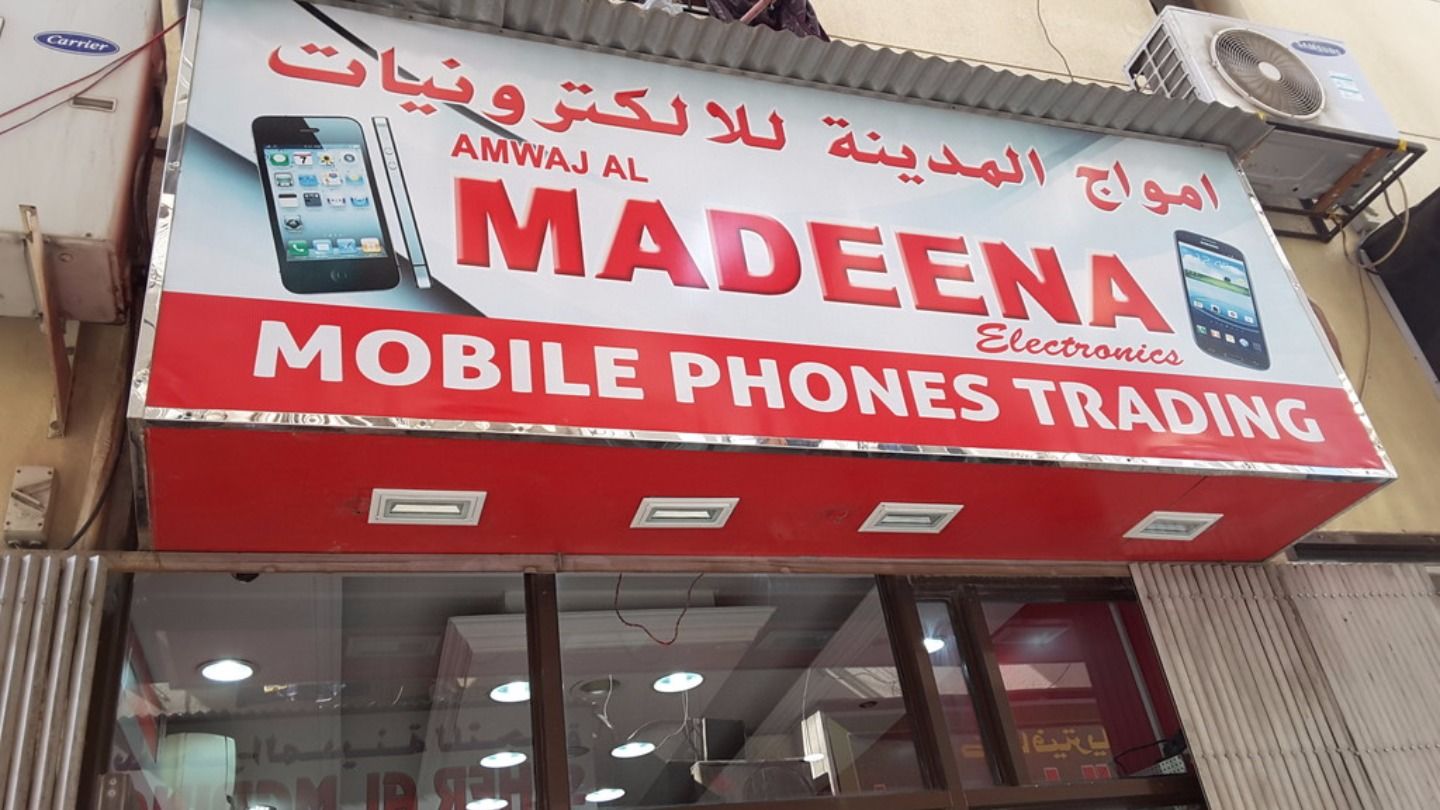 Carrier
SAMSUNG
امواج المدينة للالكترونيات
AMWAJ AL
MADEENA
Electronics
MOBILE PHONES TRADING